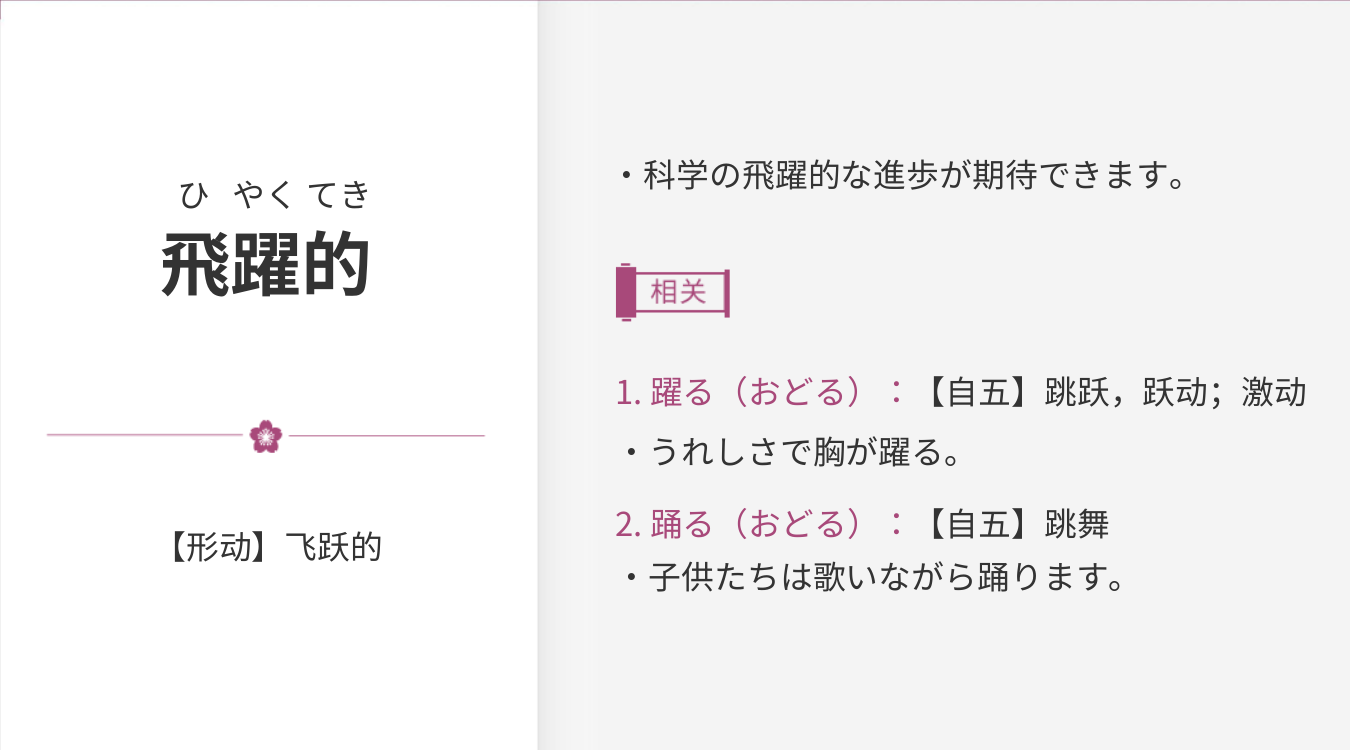 ひ やく てき
飛躍的
【形动】飞跃的
・科学の飛躍的な進歩が期待できます。
相关
1. 躍る（おどる）：【自五】跳跃，跃动；激动
・うれしさで胸が躍る。
2. 踊る（おどる）：【自五】跳舞
・子供たちは歌いながら踊ります。